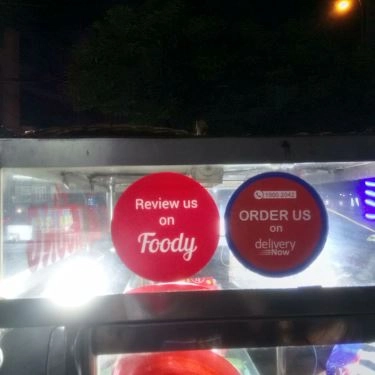 Review us
on
Foody
1900 2042
ORDER US
on
delivery
Now